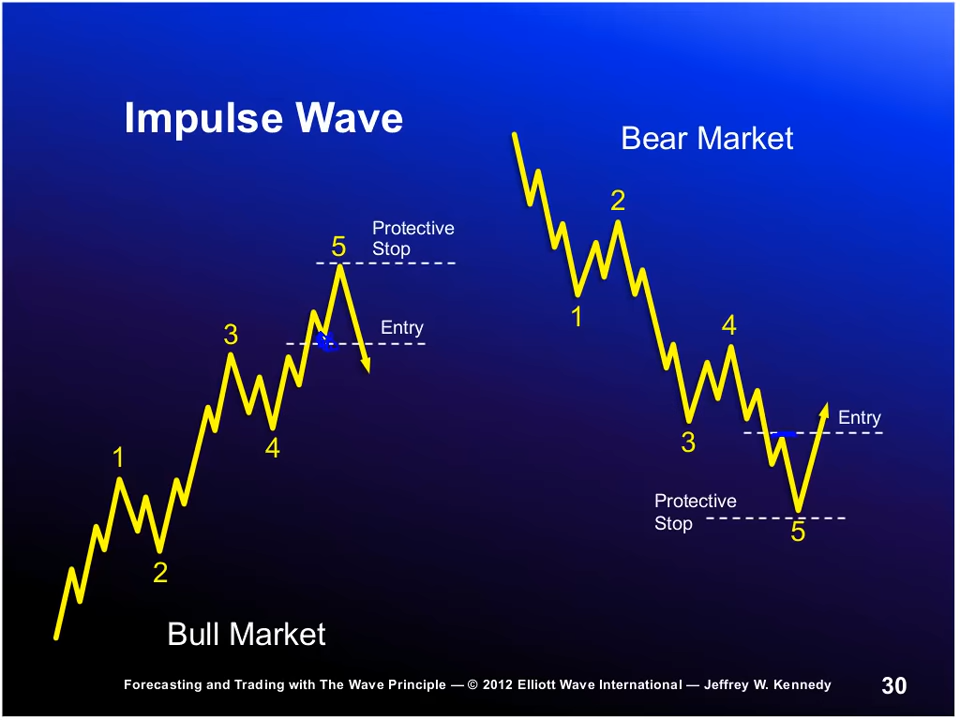 Impulse Wave
Bear Market
2
Protective
Stop
5
1
4
3
Entry
Entry
4
3
1
Protective
Stop
5
2
Bull Market
Forecasting and Trading with The Wave Principle — © 2012 Elliott Wave International — Jeffrey W. Kennedy
30